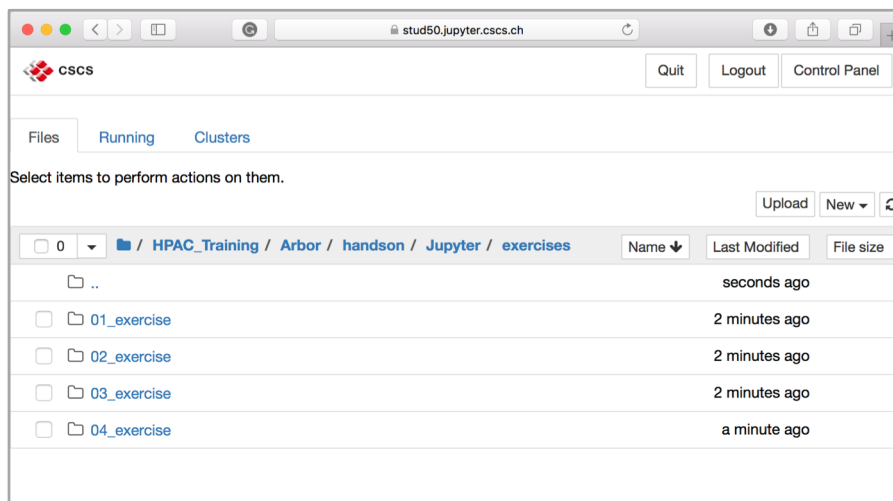 stud50.jupyter.cscs.ch
CSCS Quit Logout Control Panel
Files Running Clusters
Select items to perform actions on them.
Upload New
0 / HPAC_Training / Arbor / handson / Jupyter / exercises Name Last Modified File size
.. seconds ago
01_exercise 2 minutes ago
02_exercise 2 minutes ago
03_exercise 2 minutes ago
04_exercise a minute ago